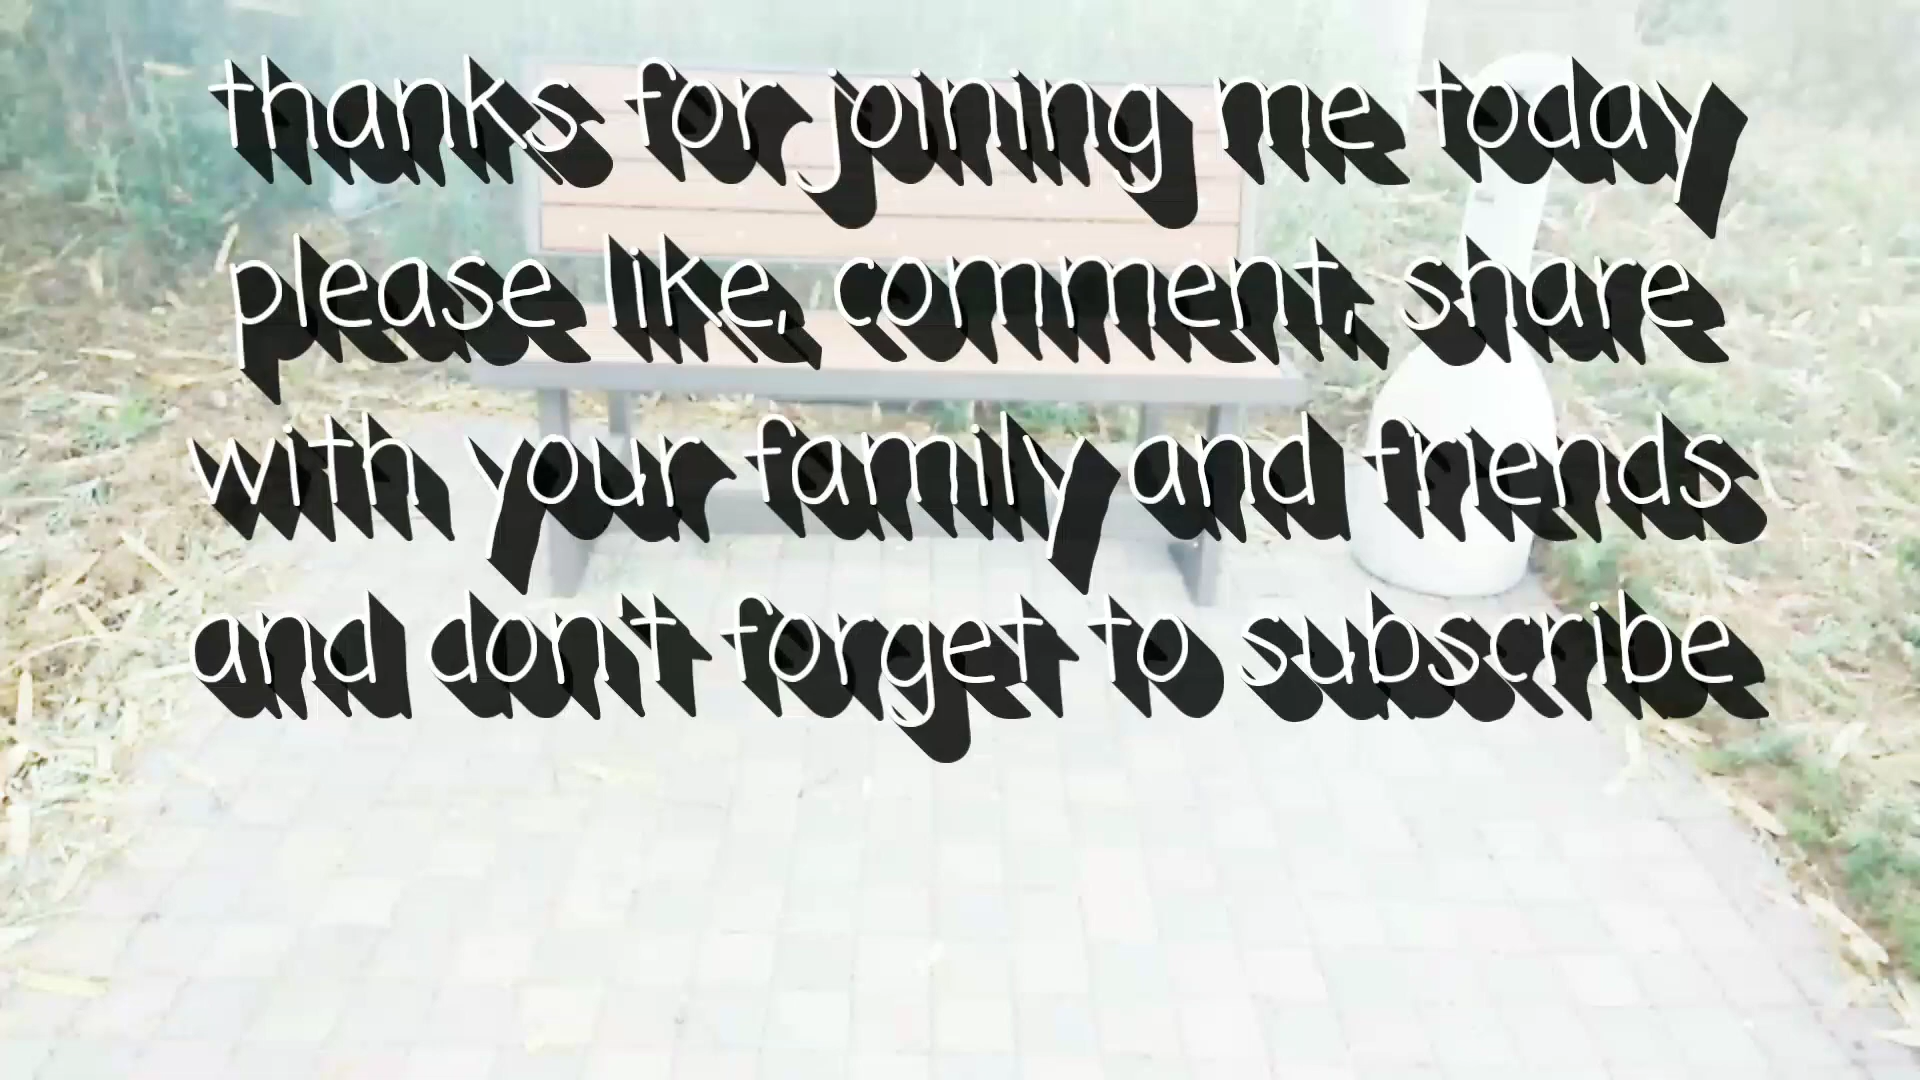 thanks for joining me today
please like, comment, share
with your family and friends
and don't forget to subscribe